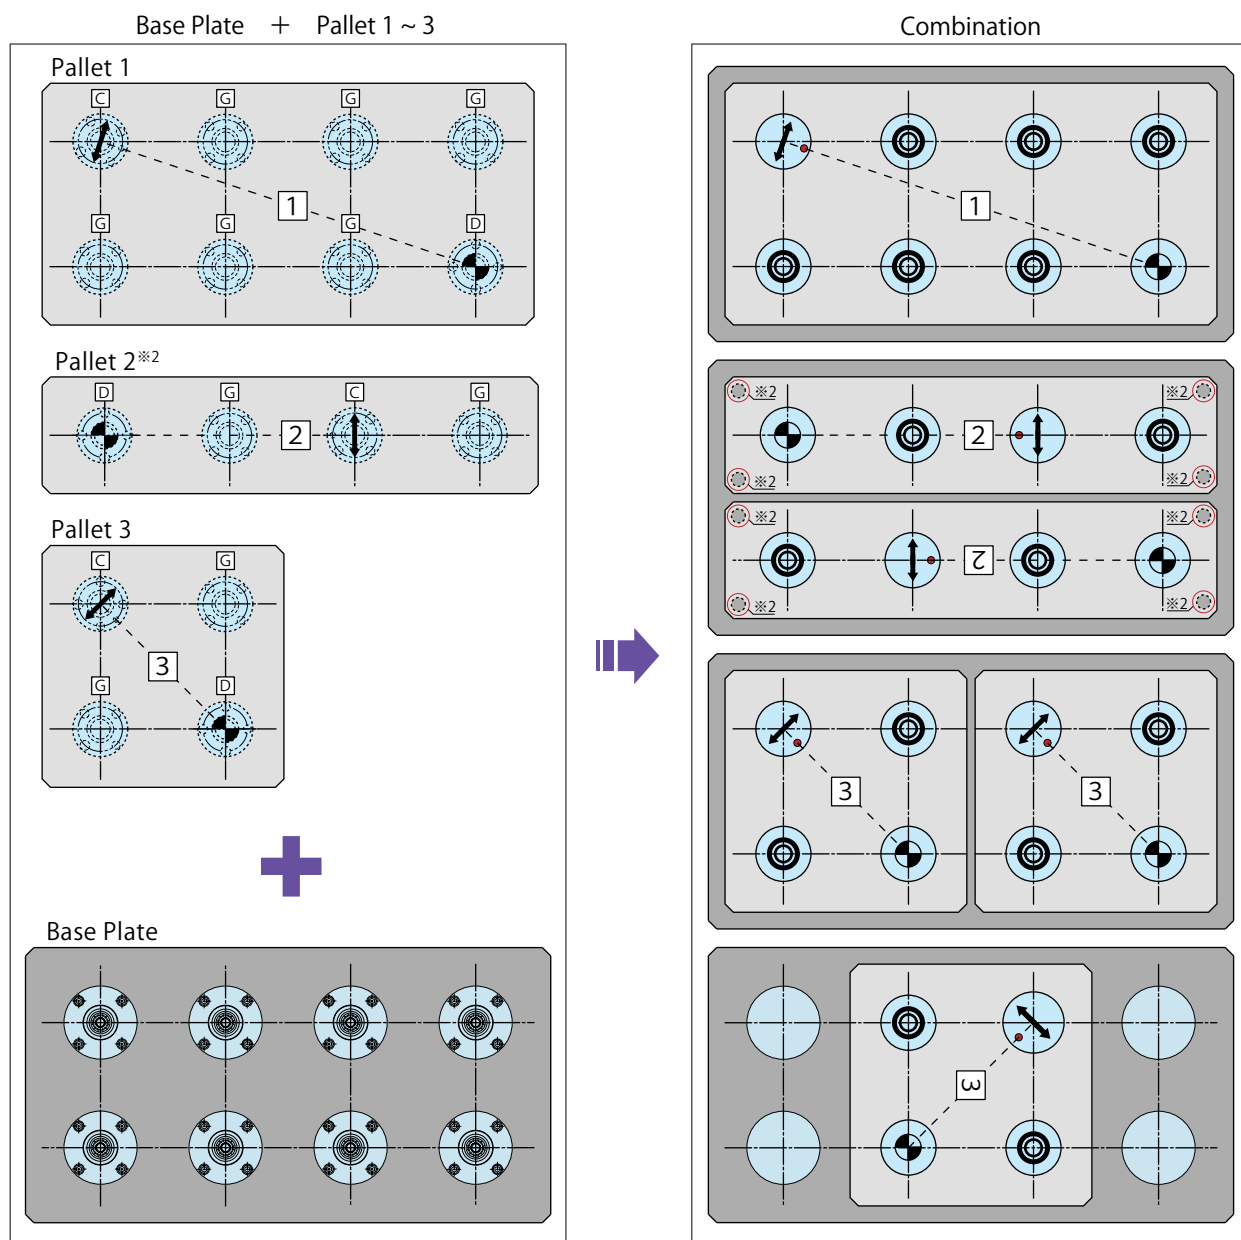 Base Plate + Pallet 1 ~ 3
Combination
Pallet 1
C G G G
1
G G G D
Pallet 2※2
D G C G
2
Pallet 3
C G
3
G D
Base Plate
1
※2 ※2
2
※2 ※2
※2 ※2
2
※2 ※2
3 3
3